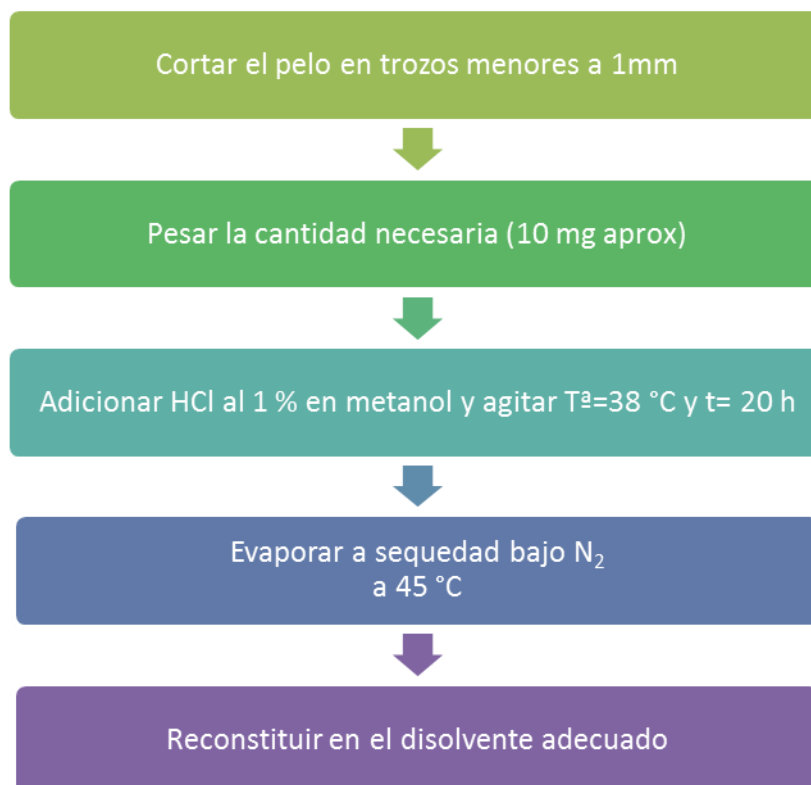 Cortar el pelo en trozos menores a 1mm
Pesar la cantidad necesaria (10 mg aprox)
Adicionar HCl al 1 % en metanol y agitar Tª=38 °C y t= 20 h
Evaporar a sequedad bajo N₂
a 45 °C
Reconstituir en el disolvente adecuado